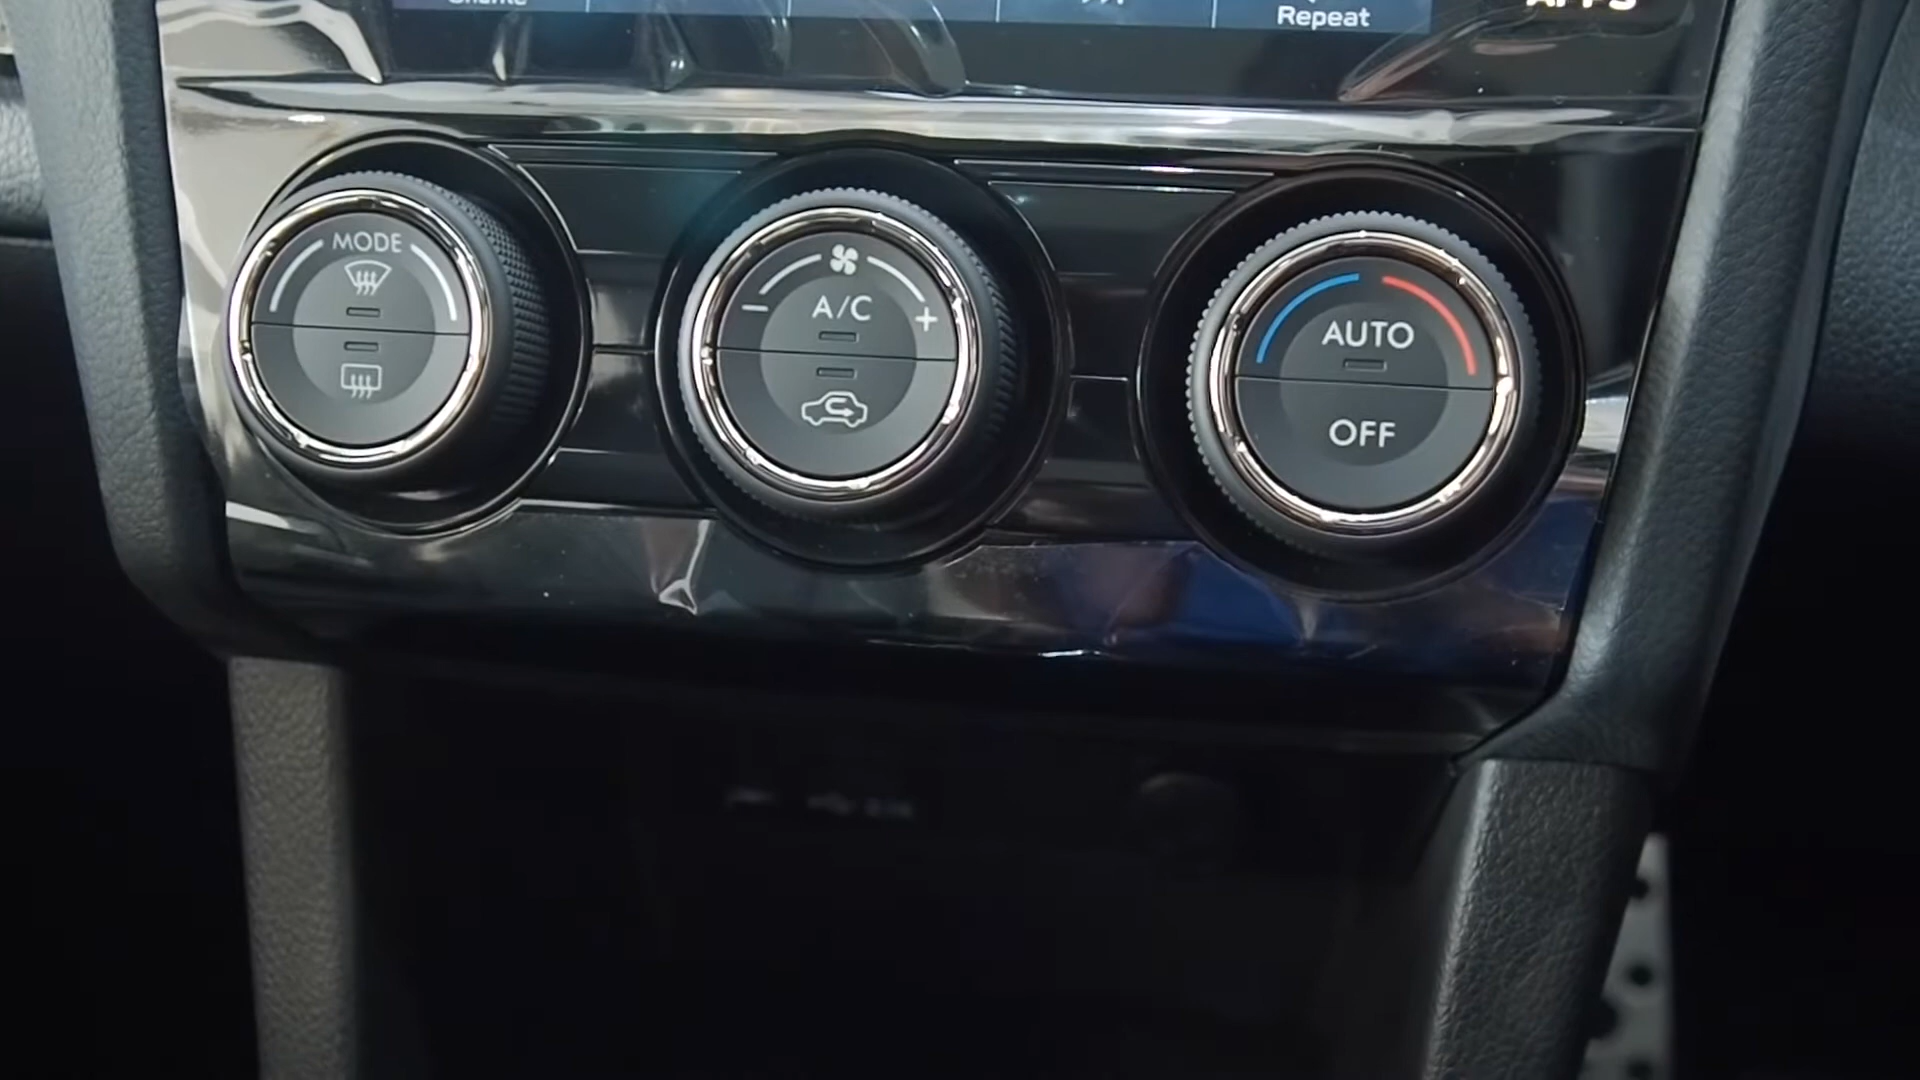 Repeat
MODE
A/C
- +
AUTO
OFF